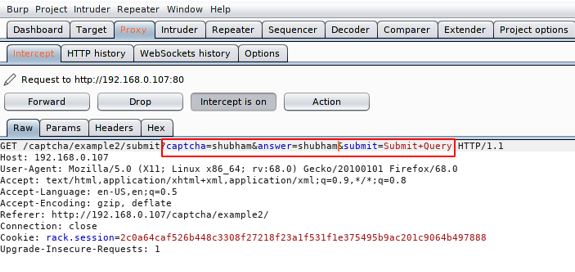 Burp Project Intruder Repeater Window Help
Dashboard Target Proxy Intruder Repeater Sequencer Decoder Comparer Extender Project options
Intercept HTTP history WebSockets history Options
Request to http://192.168.0.107:80
Forward Drop Intercept is on Action
Raw Params Headers Hex
GET /captcha/example2/submit?captcha=shubham&answer=shubham&submit=Submit+Query HTTP/1.1
Host: 192.168.0.107
User-Agent: Mozilla/5.0 (X11; Linux x86_64; rv:68.0) Gecko/20100101 Firefox/68.0
Accept: text/html,application/xhtml+xml,application/xml;q=0.9,*/*;q=0.8
Accept-Language: en-US,en;q=0.5
Accept-Encoding: gzip, deflate
Referer: http://192.168.0.107/captcha/example2/
Connection: close
Cookie: rack.session=2c0a64caf526b448c3308f27218f23a1f531f1e375495b9ac201c9064b497888
Upgrade-Insecure-Requests: 1